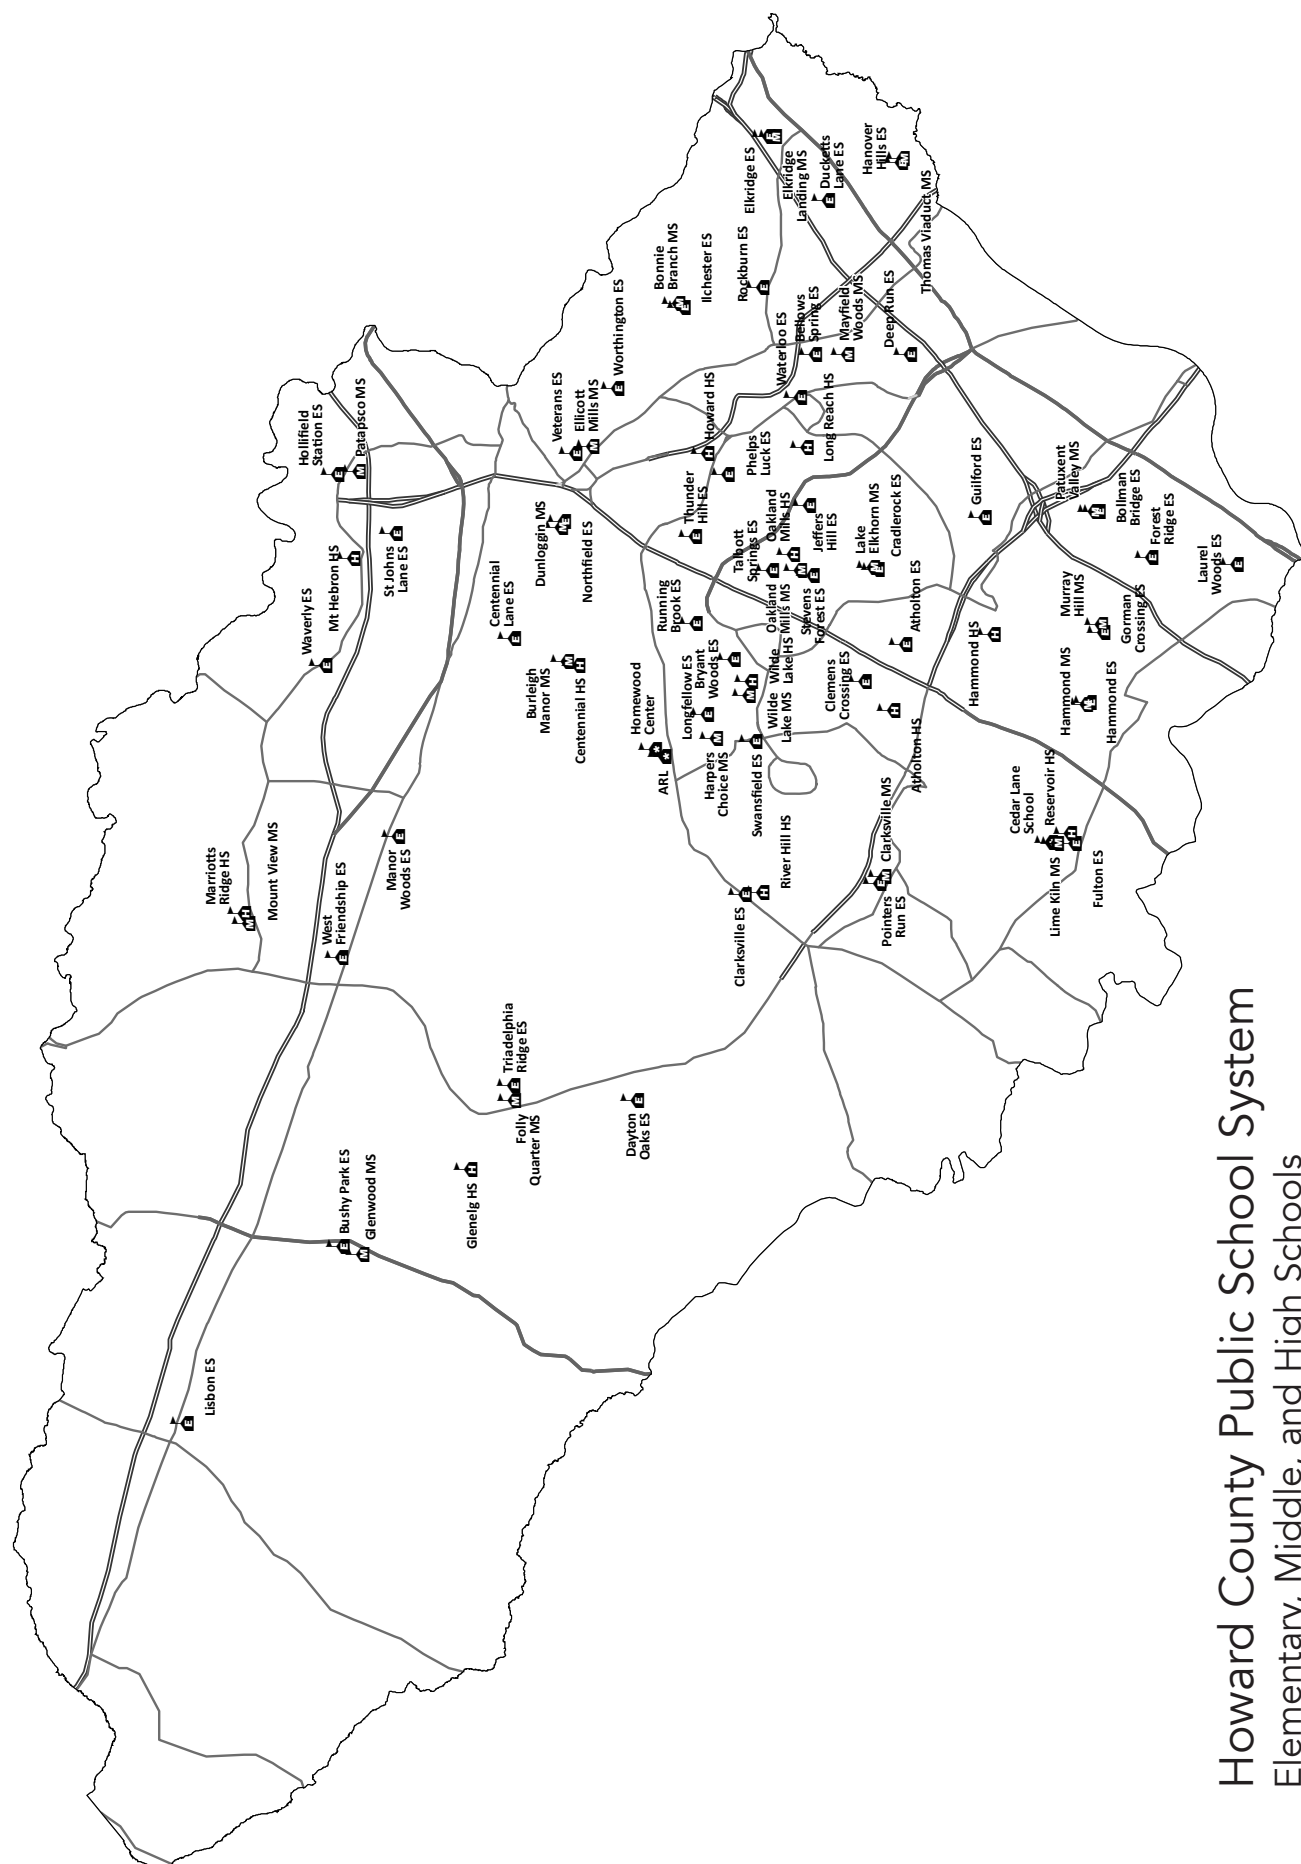 Lisbon ES
Marriotts
Ridge HS
Mount View MS
Waverly ES
Hollifield
Station ES
Mt Hebron HS
Patapsco MS
West
Friendship ES
Bushy Park ES
Glenwood MS
Manor
Woods ES
St Johns
Lane ES
Glenelg HS
Triadelphia
Ridge ES
Folly
Quarter MS
Centennial
Lane ES
Burleigh
Manor MS
Centennial HS
Dunloggin MS
Northfield ES
Veterans ES
Ellicott
Mills MS
Worthington ES
Dayton
Oaks ES
Homewood
Center
ARL
Running
Brook ES
Thunder
Hill ES
Howard HS
Bonnie
Branch MS
Ilchester ES
Longfellow ES
Bryant
Woods ES
Harpers
Choice MS
Phelps
Luck ES
Rockburn ES
Elkridge ES
Elkridge
Landing MS
Clarksville ES
River Hill HS
Swansfield ES
Wilde
Lake MS
Wilde
Lake HS
Talbott
Springs ES
Oakland
Mills HS
Oakland
Mills MS
Stevens
Forest ES
Jeffers
Hill ES
Waterloo ES
Long Reach HS
Bellows
Spring ES
Mayfield
Woods MS
Ducketts
Lane ES
Hanover
Hills ES
Thomas Viaduct MS
Deep Run ES
Clemens
Crossing ES
Lake
Elkhorn MS
Cradlerock ES
Clarksville MS
Pointers
Run ES
Atholton HS
Atholton ES
Hammond HS
Guilford ES
Cedar Lane
School
Reservoir HS
Lime Kiln MS
Fulton ES
Hammond MS
Hammond ES
Murray
Hill MS
Gorman
Crossing ES
Patuxent
Valley MS
Bollman
Bridge ES
Forest
Ridge ES
Laurel
Woods ES
Howard County Public School System
Elementary, Middle, and High Schools